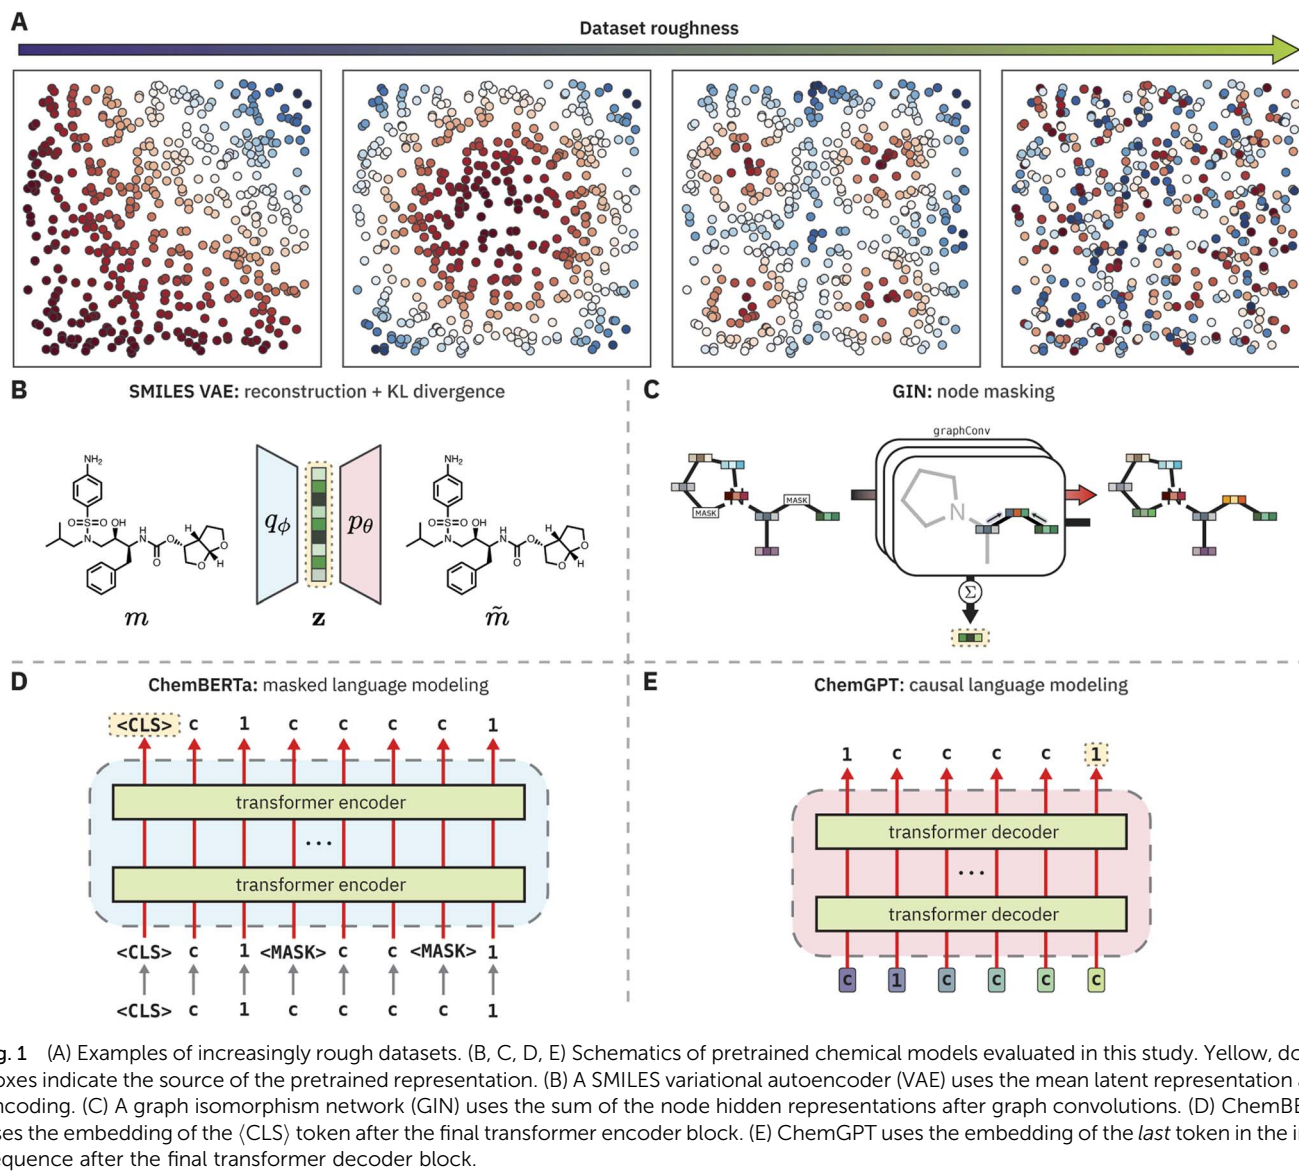 A
Dataset roughness
B
SMILES VAE: reconstruction + KL divergence
NH₂
O=S=O
OH
N
H
N
O
H
O
O
O
H
m
qϕ
z
pθ
NH₂
O=S=O
OH
N
H
N
O
H
O
O
O
H
m̃
C
GIN: node masking
graphConv
N
MASK
MASK
N
Σ
N
D
ChemBERTa: masked language modeling
<CLS> c 1 c c c c 1
transformer encoder
...
transformer encoder
<CLS> c 1 <MASK> c c <MASK> 1
<CLS> c 1 c c c c 1
E
ChemGPT: causal language modeling
1 c c c c 1
transformer decoder
...
transformer decoder
c 1 c c c c
g. 1 (A) Examples of increasingly rough datasets. (B, C, D, E) Schematics of pretrained chemical models evaluated in this study. Yellow, do
oxes indicate the source of the pretrained representation. (B) A SMILES variational autoencoder (VAE) uses the mean latent representation
ncoding. (C) A graph isomorphism network (GIN) uses the sum of the node hidden representations after graph convolutions. (D) ChemBE
ses the embedding of the ⟨CLS⟩ token after the final transformer encoder block. (E) ChemGPT uses the embedding of the last token in the i
equence after the final transformer decoder block.